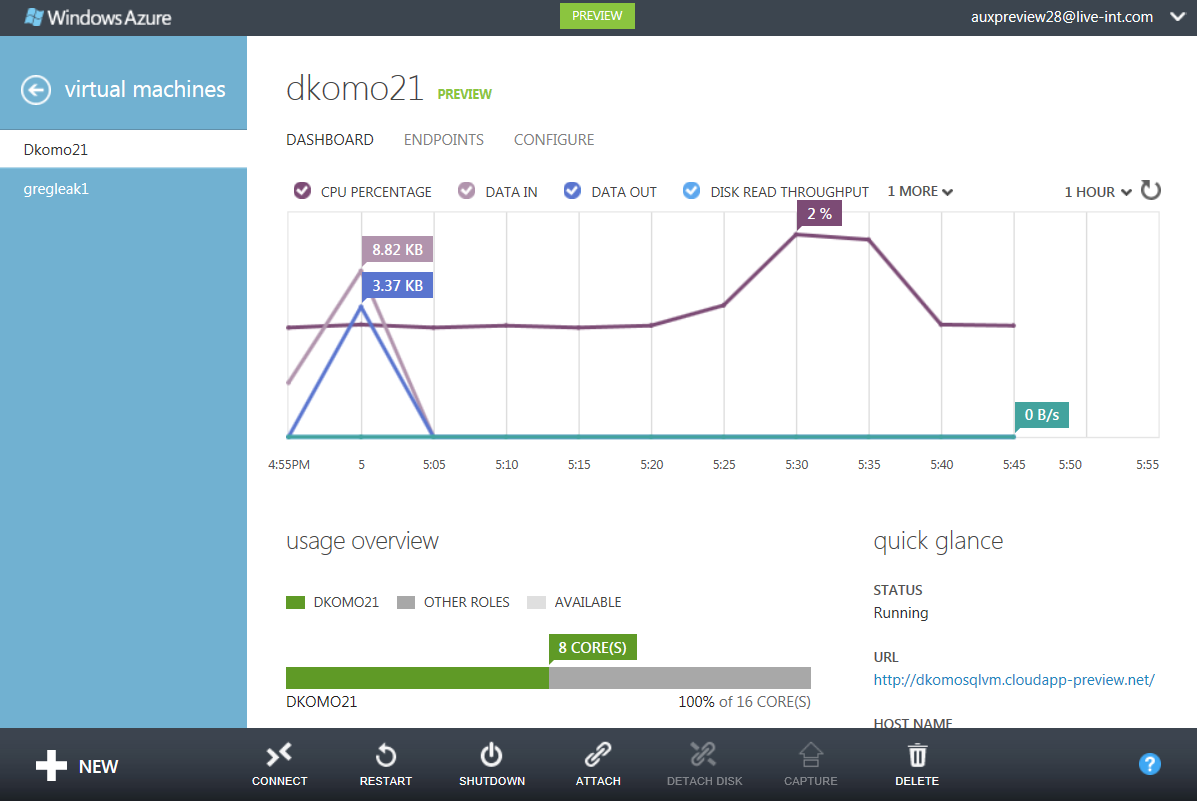 Windows Azure
PREVIEW
auxpreview28@live-int.com
virtual machines
Dkomo21
gregleak1
dkomo21 PREVIEW
DASHBOARD ENDPOINTS CONFIGURE
CPU PERCENTAGE DATA IN DATA OUT DISK READ THROUGHPUT 1 MORE 1 HOUR
2 %
8.82 KB
3.37 KB
0 B/s
4:55PM 5 5:05 5:10 5:15 5:20 5:25 5:30 5:35 5:40 5:45 5:50 5:55
usage overview
DKOMO21 OTHER ROLES AVAILABLE
8 CORE(S)
DKOMO21 100% of 16 CORE(S)
quick glance
STATUS
Running
URL
http://dkomosqlvm.cloudapp-preview.net/
HOST NAME
NEW
CONNECT RESTART SHUTDOWN ATTACH DETACH DISK CAPTURE DELETE
?